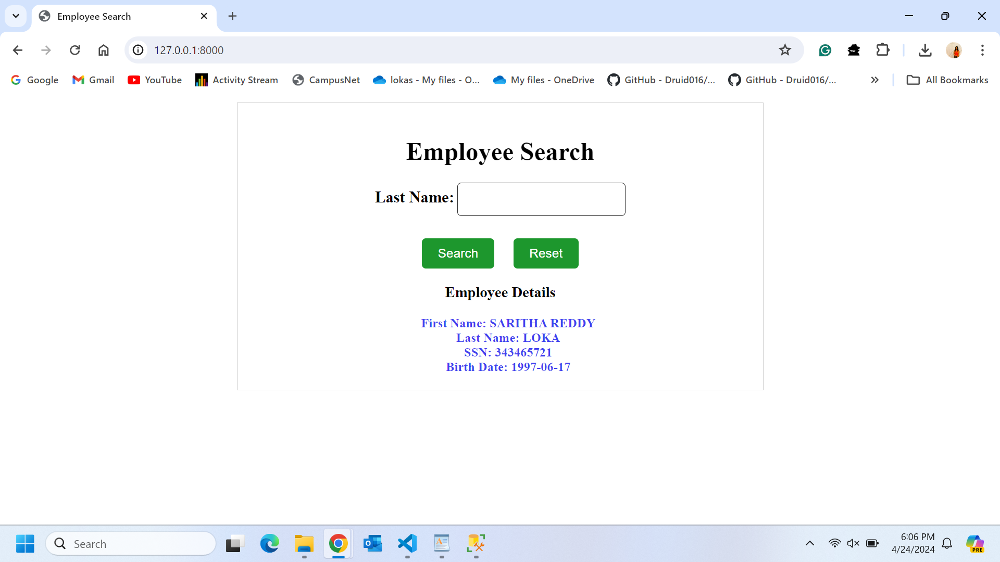 Employee Search
127.0.0.1:8000
Google
Gmail
YouTube
Activity Stream
CampusNet
lokas - My files - O...
My files - OneDrive
GitHub - Druid016/...
GitHub - Druid016/...
All Bookmarks
Employee Search
Last Name:
Search
Reset
Employee Details
First Name: SARITHA REDDY
Last Name: LOKA
SSN: 343465721
Birth Date: 1997-06-17
Search
6:06 PM
4/24/2024
PRE